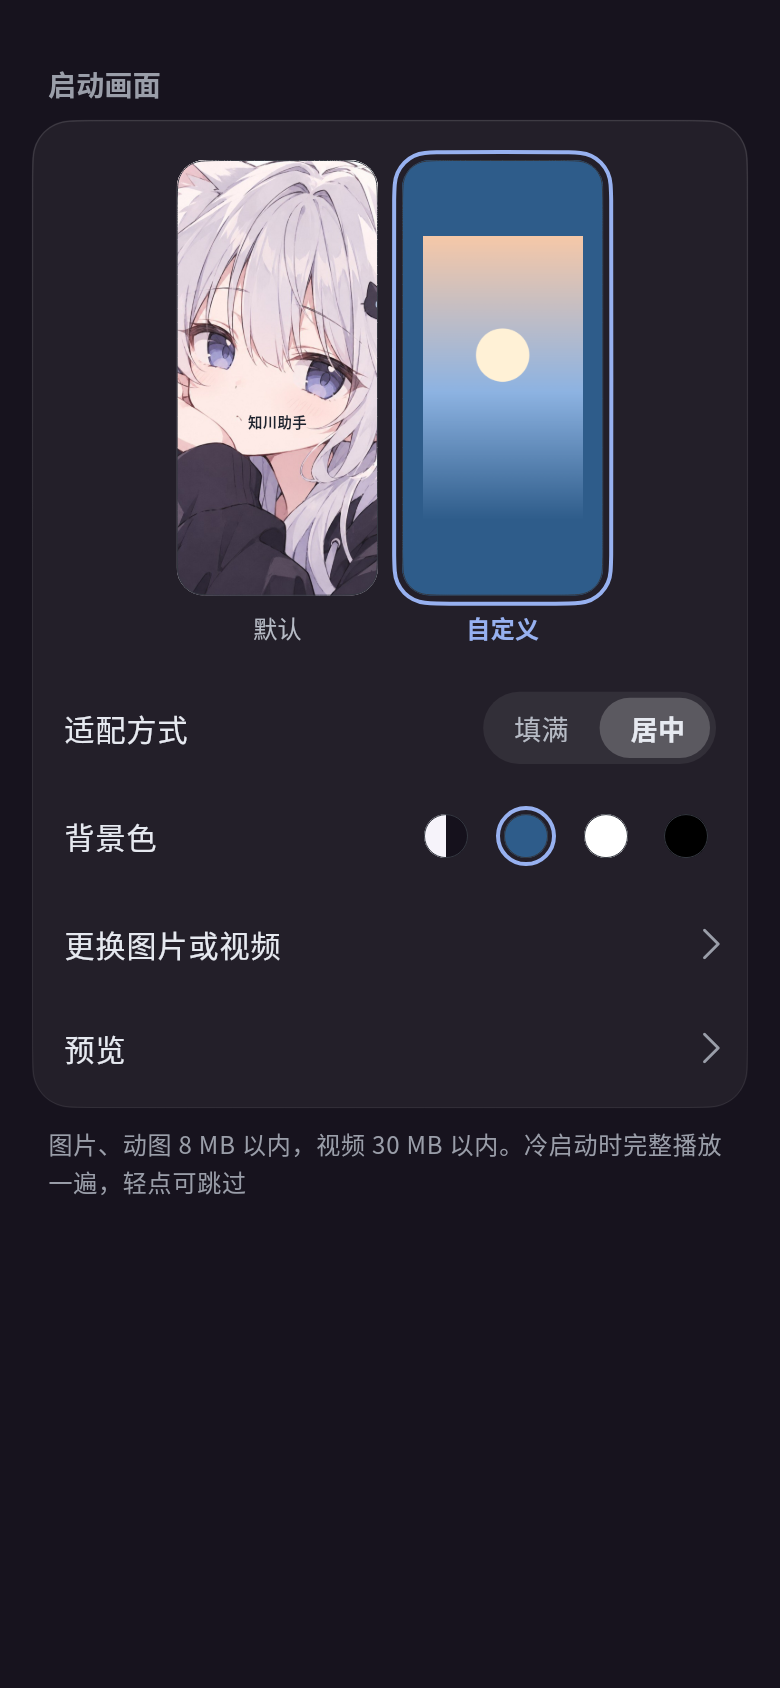 启动画面
知川助手
默认
自定义
适配方式
填满
居中
背景色
更换图片或视频
预览
图片、动图 8 MB 以内，视频 30 MB 以内。冷启动时完整播放
一遍，轻点可跳过